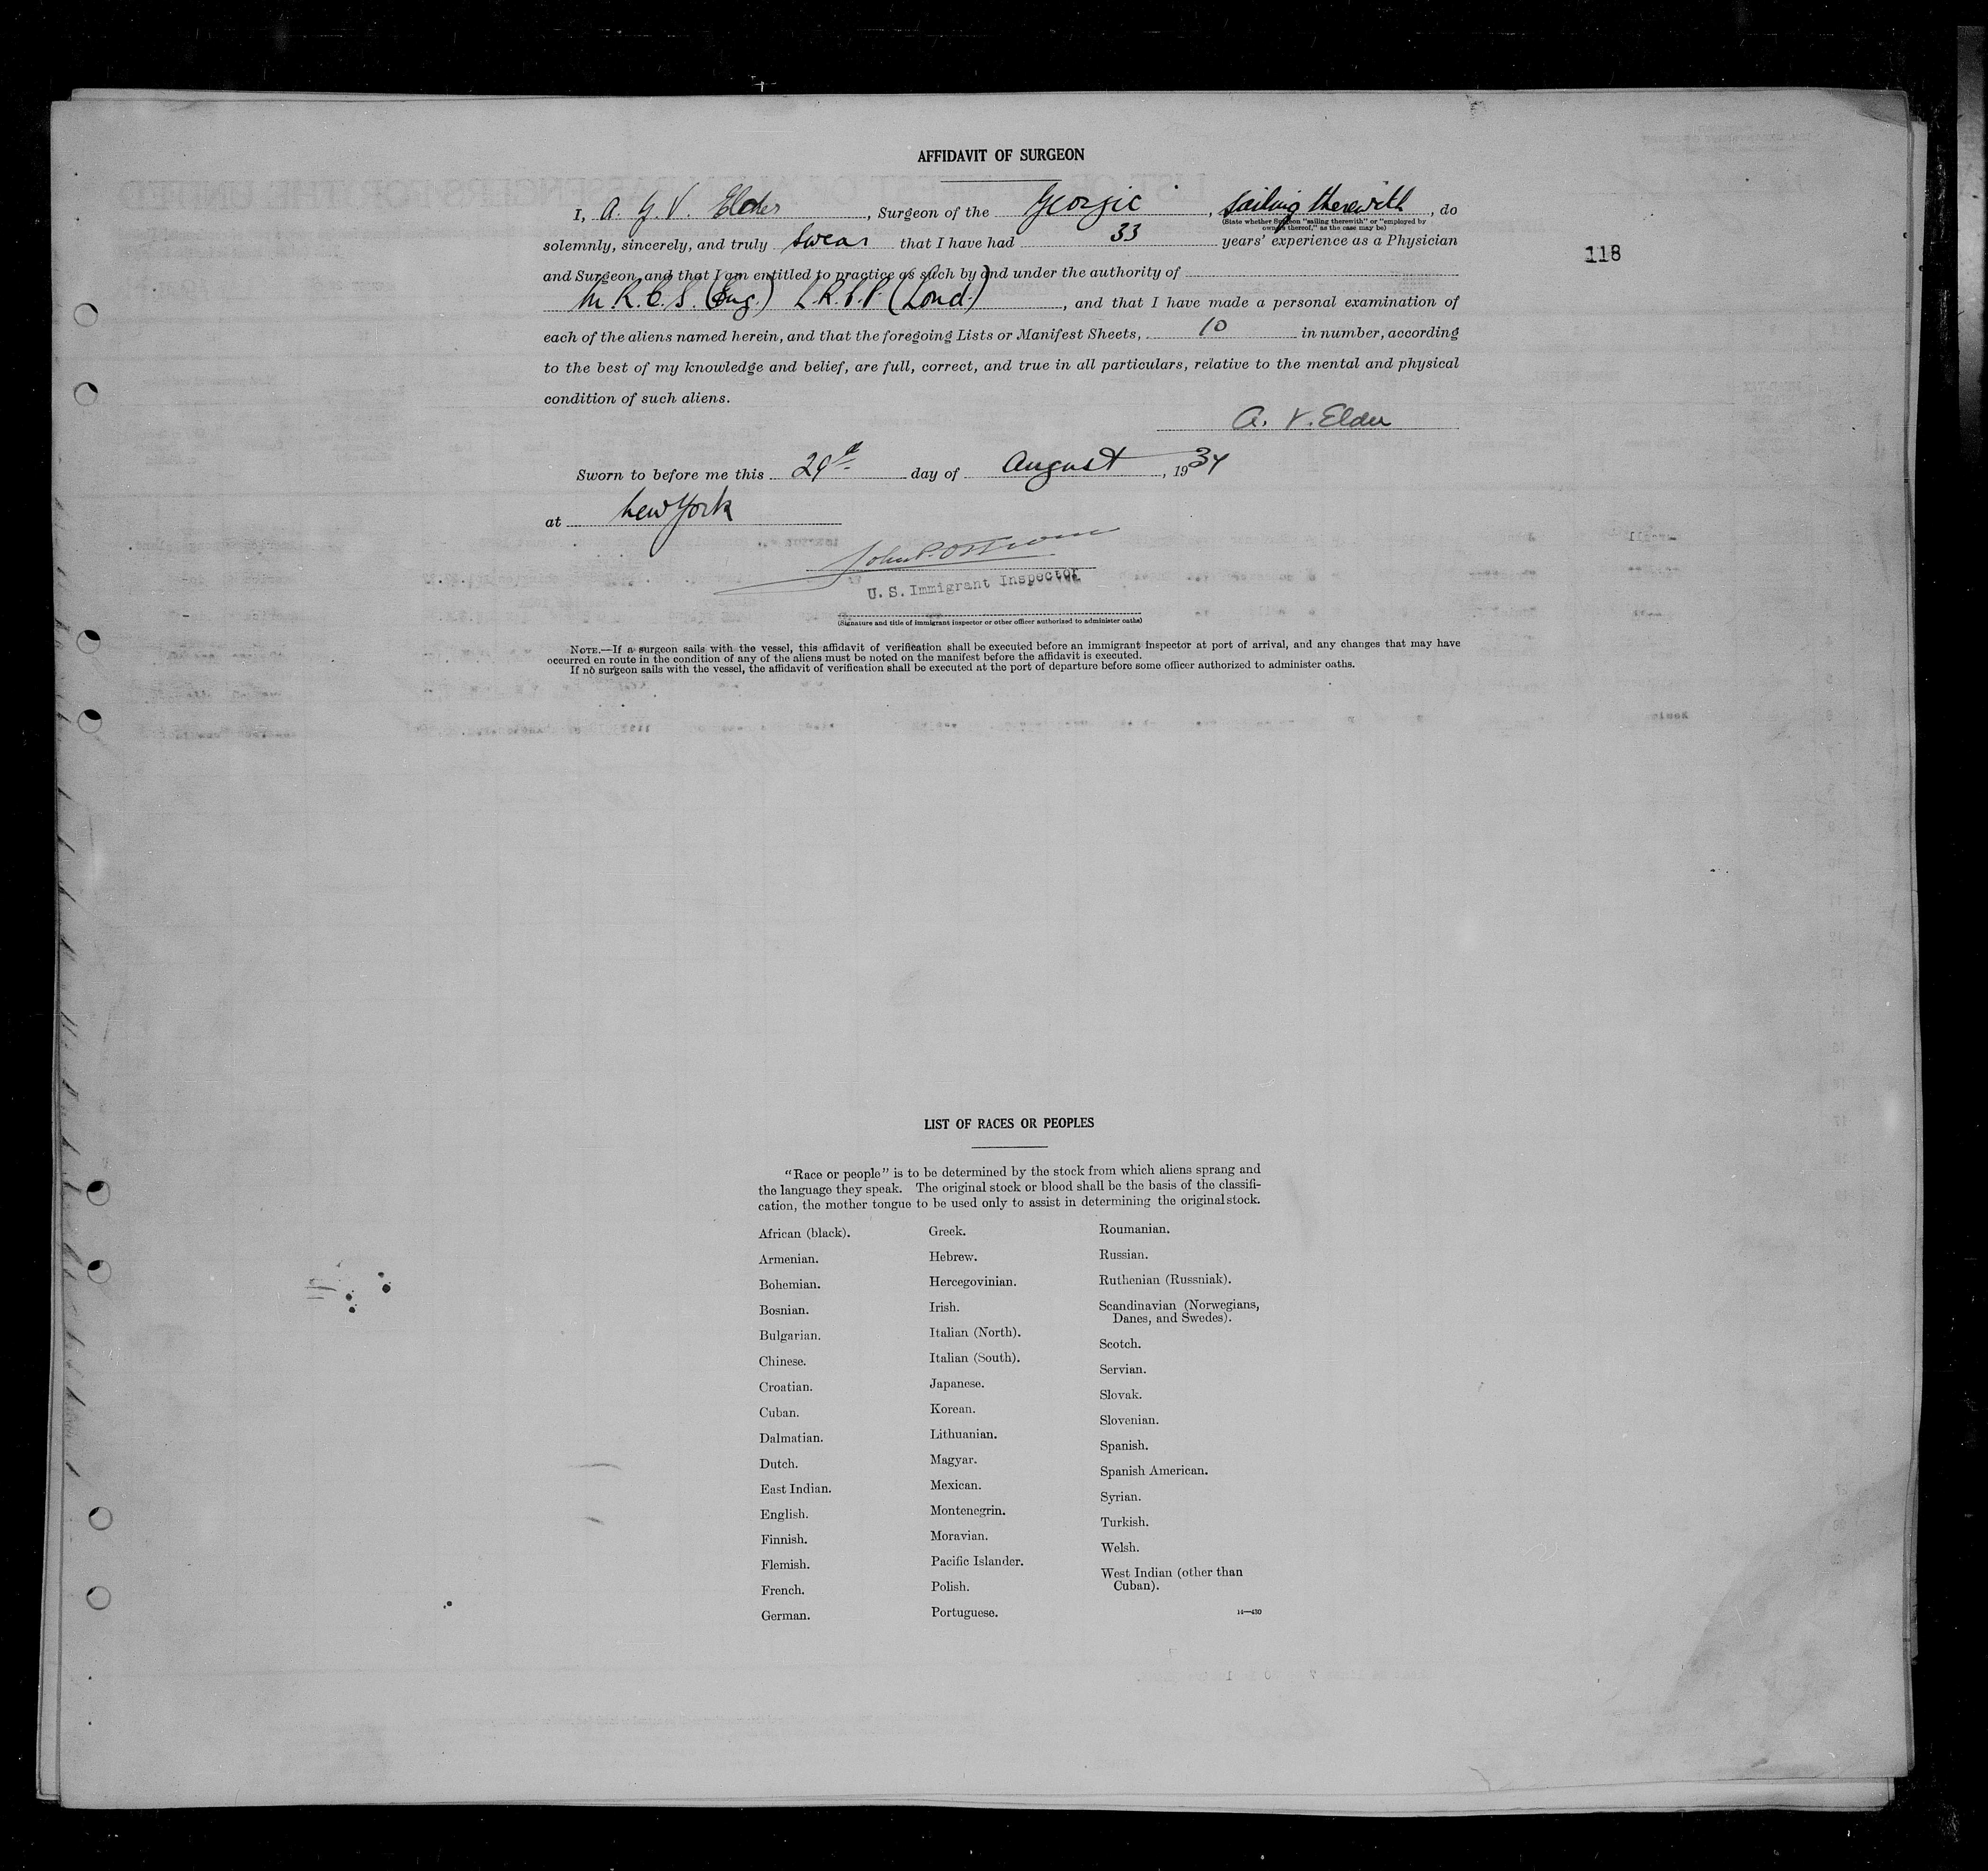 AFFIDAVIT OF SURGEON
I, A. G. V. Elder, Surgeon of the Georgic, sailing therewith, do
(State whether Surgeon "sailing therewith" or "employed by
owners thereof," as the case may be)
solemnly, sincerely, and truly swear that I have had 33 years' experience as a Physician
118
and Surgeon, and that I am entitled to practice as such by and under the authority of
M.R.C.S. (Eng.) L.R.C.P. (Lond.), and that I have made a personal examination of
each of the aliens named herein, and that the foregoing Lists or Manifest Sheets, 10 in number, according
to the best of my knowledge and belief, are full, correct, and true in all particulars, relative to the mental and physical
condition of such aliens.
A. V. Elder
Sworn to before me this 29th day of August, 1934
at New York
John P.
U. S. Immigrant Inspector
(Signature and title of immigrant inspector or other officer authorized to administer oaths)
NOTE.—If a surgeon sails with the vessel, this affidavit of verification shall be executed before an immigrant inspector at port of arrival, and any changes that may have
occurred en route in the condition of any of the aliens must be noted on the manifest before the affidavit is executed.
If no surgeon sails with the vessel, the affidavit of verification shall be executed at the port of departure before some officer authorized to administer oaths.
LIST OF RACES OR PEOPLES
"Race or people" is to be determined by the stock from which aliens sprang and
the language they speak. The original stock or blood shall be the basis of the classifi-
cation, the mother tongue to be used only to assist in determining the original stock.
African (black).
Armenian.
Bohemian.
Bosnian.
Bulgarian.
Chinese.
Croatian.
Cuban.
Dalmatian.
Dutch.
East Indian.
English.
Finnish.
Flemish.
French.
German.
Greek.
Hebrew.
Hercegovinian.
Irish.
Italian (North).
Italian (South).
Japanese.
Korean.
Lithuanian.
Magyar.
Mexican.
Montenegrin.
Moravian.
Pacific Islander.
Polish.
Portuguese.
Roumanian.
Russian.
Ruthenian (Russniak).
Scandinavian (Norwegians,
Danes, and Swedes).
Scotch.
Servian.
Slovak.
Slovenian.
Spanish.
Spanish American.
Syrian.
Turkish.
Welsh.
West Indian (other than
Cuban).
14—430